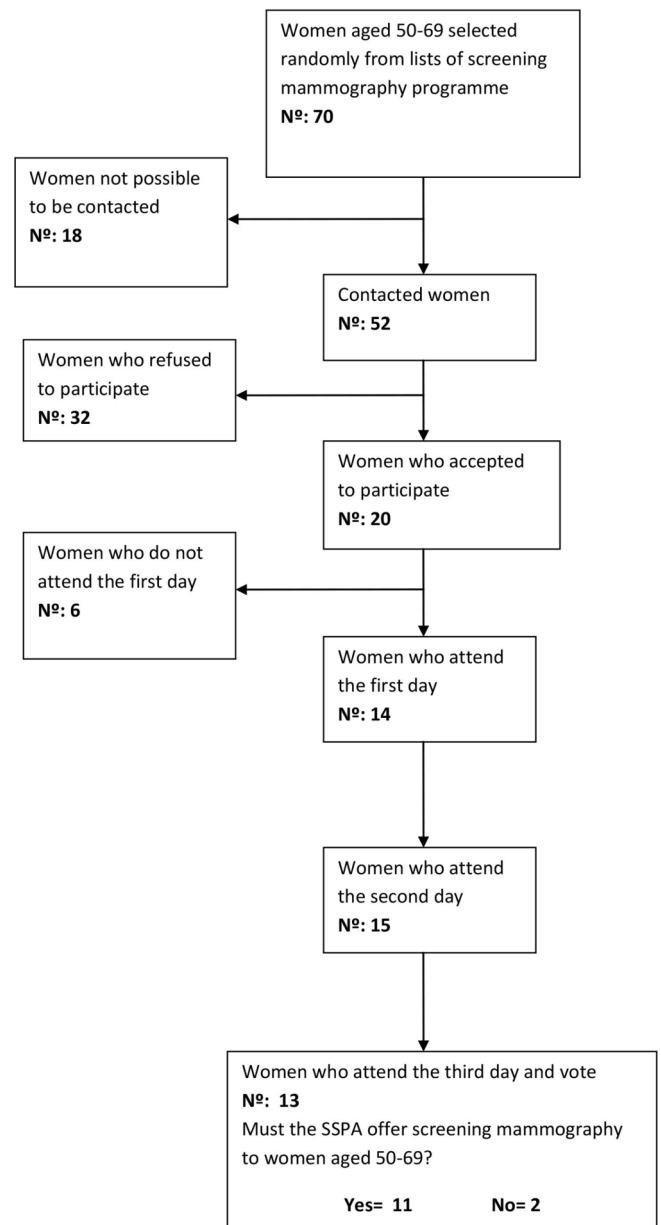 Women aged 50-69 selected
randomly from lists of screening
mammography programme
Nº: 70
Women not possible
to be contacted
Nº: 18
Contacted women
Nº: 52
Women who refused
to participate
Nº: 32
Women who accepted
to participate
Nº: 20
Women who do not
attend the first day
Nº: 6
Women who attend
the first day
Nº: 14
Women who attend
the second day
Nº: 15
Women who attend the third day and vote
Nº: 13
Must the SSPA offer screening mammography
to women aged 50-69?
Yes= 11 No= 2